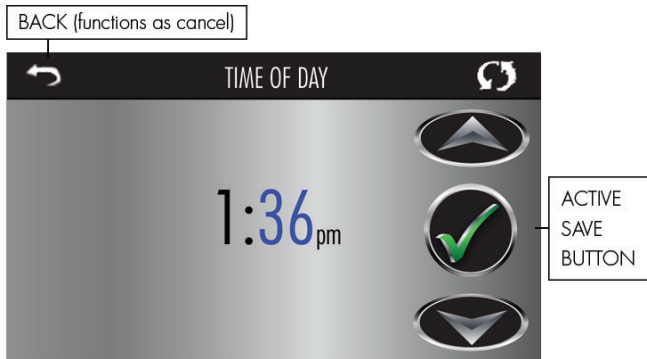 BACK (functions as cancel)
TIME OF DAY
1:36pm
ACTIVE
SAVE
BUTTON